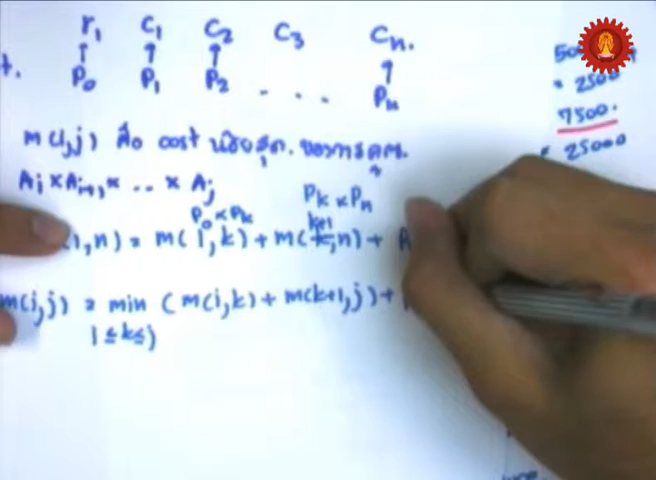 r₁ c₁ c₂ c₃ cₙ.
↑ ↑ ↑ ↑
P₀ P₁ P₂ . . . Pₙ
m(i,j) คือ cost น้อยสุด. ของการคูณ.
Aᵢ × Aᵢ₊₁ × .. × Aⱼ
P₀ × Pₖ Pₖ × Pₙ
(1,n) = m(1,k) + m(k+1,n) +
m(i,j) = min (m(i,k) + m(k+1,j) +
1 ≤ k ≤ j
2500
7500.
25000